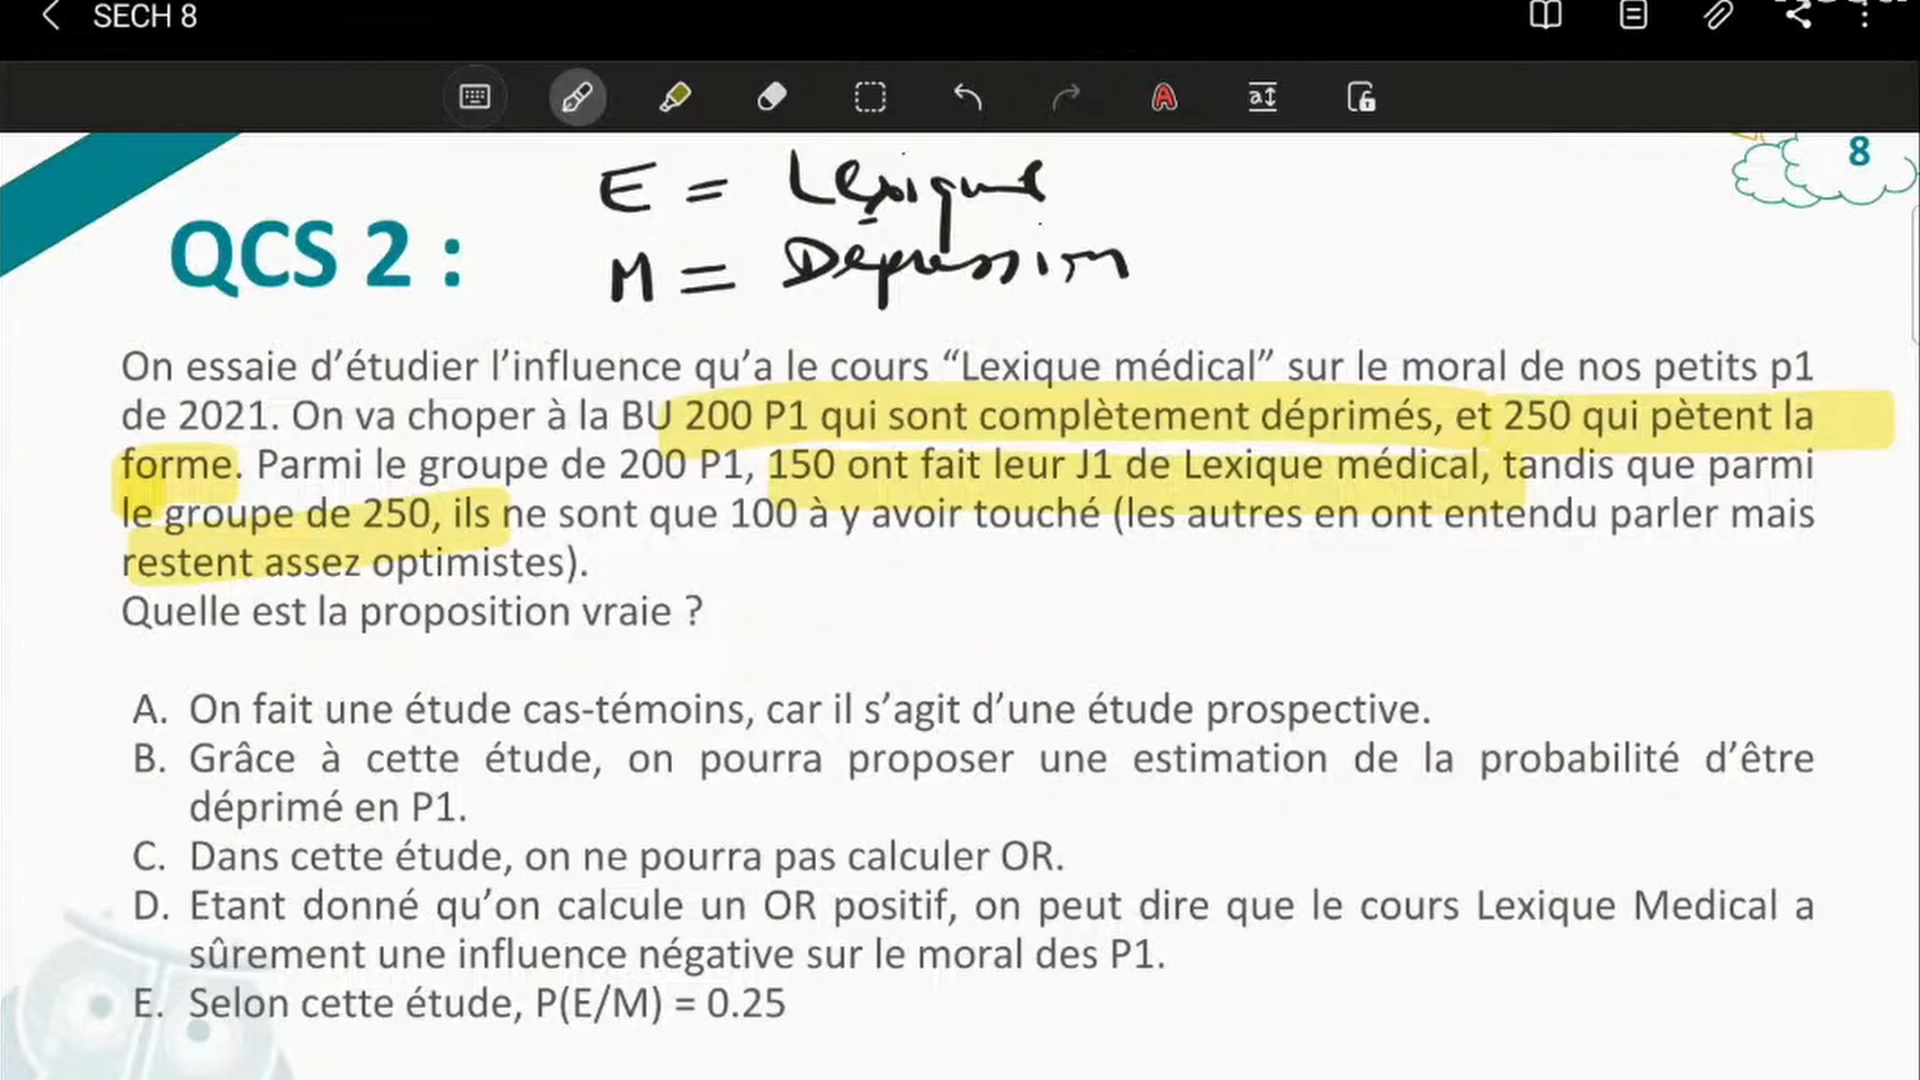 SECH 8
8
E = Lexique
QCS 2 :
M = Depression
On essaie d’étudier l’influence qu’a le cours “Lexique médical” sur le moral de nos petits p1
de 2021. On va choper à la BU 200 P1 qui sont complètement déprimés, et 250 qui pètent la
forme. Parmi le groupe de 200 P1, 150 ont fait leur J1 de Lexique médical, tandis que parmi
le groupe de 250, ils ne sont que 100 à y avoir touché (les autres en ont entendu parler mais
restent assez optimistes).
Quelle est la proposition vraie ?
A. On fait une étude cas-témoins, car il s’agit d’une étude prospective.
B. Grâce à cette étude, on pourra proposer une estimation de la probabilité d’être
déprimé en P1.
C. Dans cette étude, on ne pourra pas calculer OR.
D. Etant donné qu’on calcule un OR positif, on peut dire que le cours Lexique Medical a
sûrement une influence négative sur le moral des P1.
E. Selon cette étude, P(E/M) = 0.25